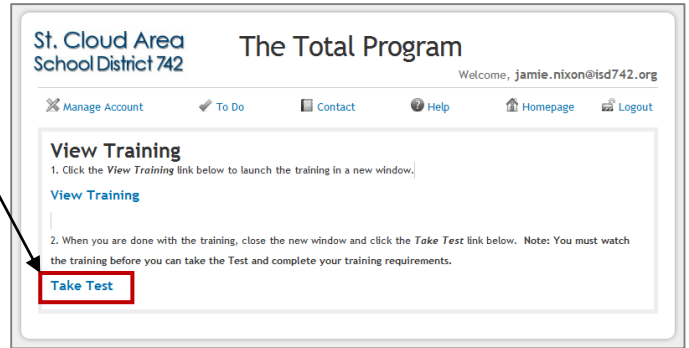 St. Cloud Area
School District 742
The Total Program
Welcome, jamie.nixon@isd742.org
Manage Account To Do Contact Help Homepage Logout
View Training
1. Click the View Training link below to launch the training in a new window.
View Training
2. When you are done with the training, close the new window and click the Take Test link below. Note: You must watch
the training before you can take the Test and complete your training requirements.
Take Test